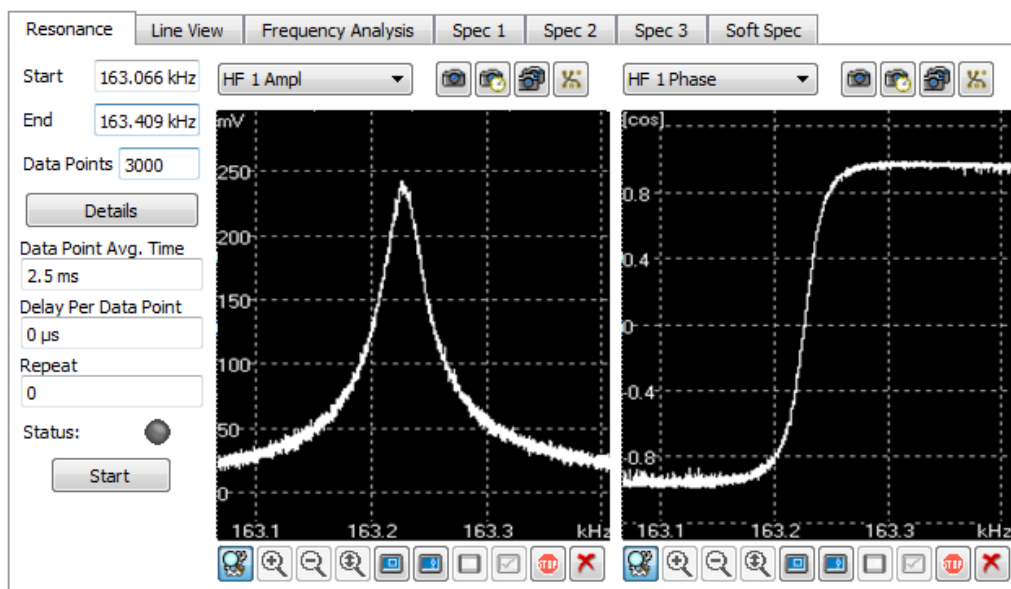 Resonance Line View Frequency Analysis Spec 1 Spec 2 Spec 3 Soft Spec
Start 163.066 kHz
End 163.409 kHz
Data Points 3000
Details
Data Point Avg. Time
2.5 ms
Delay Per Data Point
0 µs
Repeat
0
Status:
Start
HF 1 Ampl
mV
250
200
150
100
50
0
163.1 163.2 163.3 kHz
STOP
HF 1 Phase
[cos]
0.8
0.4
0
-0.4
-0.8
163.1 163.2 163.3 kHz
STOP